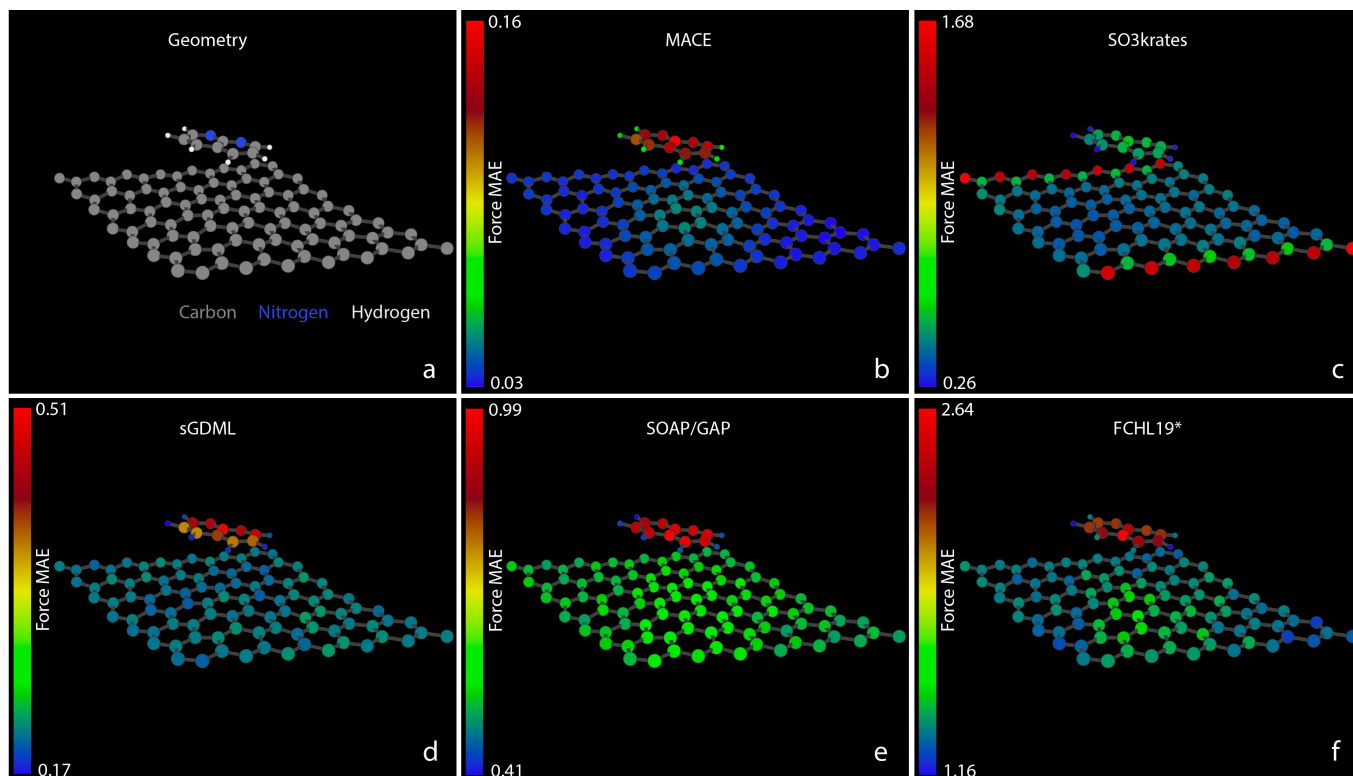 Geometry
Carbon Nitrogen Hydrogen
a
0.16
MACE
Force MAE
0.03
b
1.68
SO3krates
Force MAE
0.26
c
0.51
sGDML
Force MAE
0.17
d
0.99
SOAP/GAP
Force MAE
0.41
e
2.64
FCHL19*
Force MAE
1.16
f